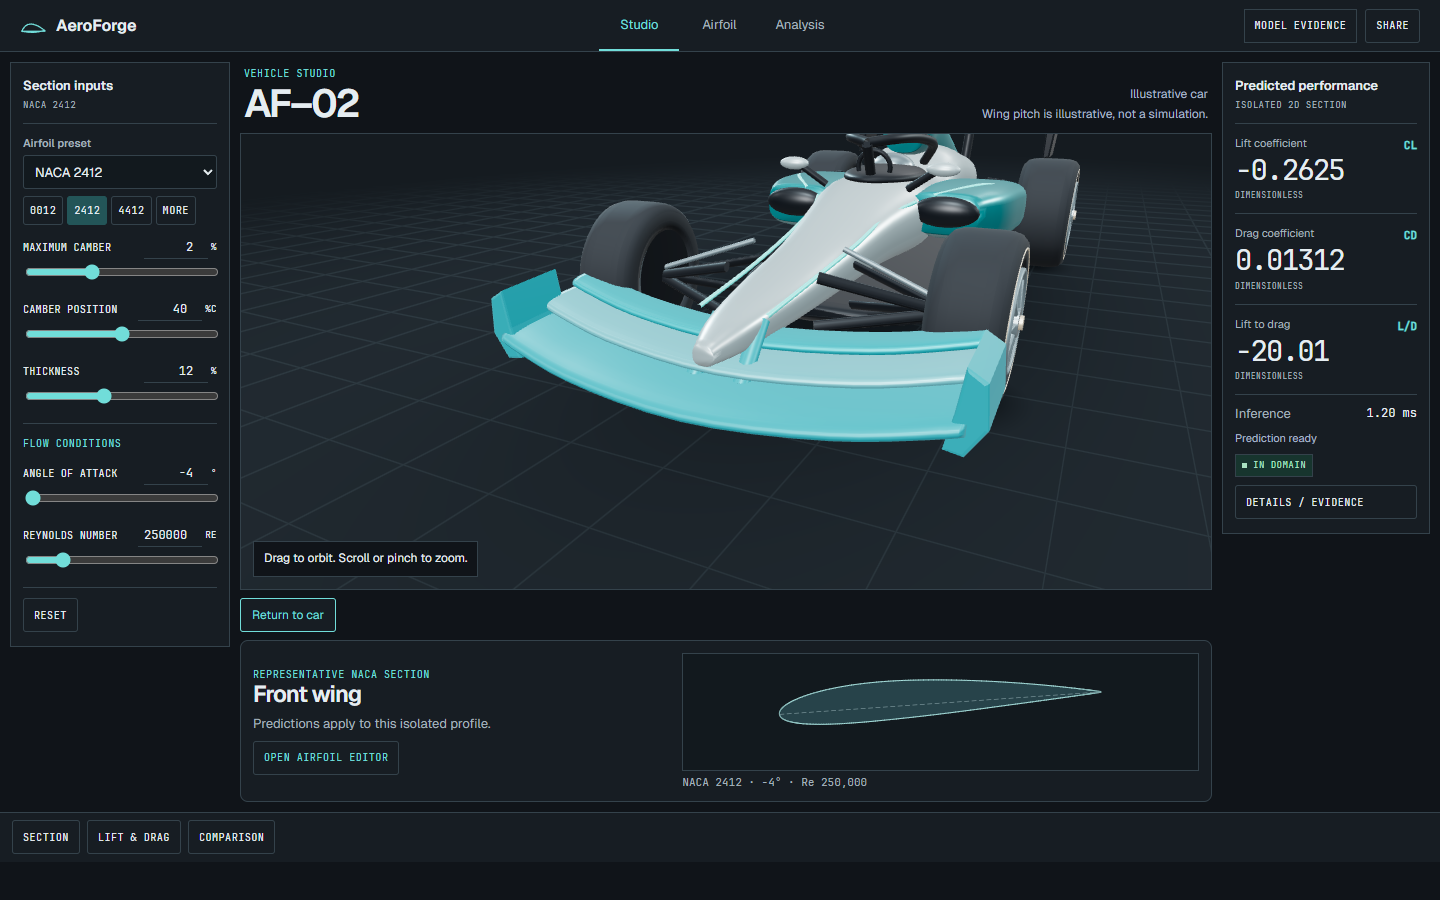 AeroForge
Studio
Airfoil
Analysis
MODEL EVIDENCE
SHARE
Section inputs
NACA 2412
Airfoil preset
NACA 2412
0012
2412
4412
MORE
MAXIMUM CAMBER
2 %
CAMBER POSITION
40 %C
THICKNESS
12 %
FLOW CONDITIONS
ANGLE OF ATTACK
-4 °
REYNOLDS NUMBER
250000 RE
RESET
VEHICLE STUDIO
AF—02
Illustrative car
Wing pitch is illustrative, not a simulation.
Drag to orbit. Scroll or pinch to zoom.
Return to car
REPRESENTATIVE NACA SECTION
Front wing
Predictions apply to this isolated profile.
OPEN AIRFOIL EDITOR
NACA 2412 · -4° · Re 250,000
Predicted performance
ISOLATED 2D SECTION
Lift coefficient
CL
-0.2625
DIMENSIONLESS
Drag coefficient
CD
0.01312
DIMENSIONLESS
Lift to drag
L/D
-20.01
DIMENSIONLESS
Inference
1.20 ms
Prediction ready
IN DOMAIN
DETAILS / EVIDENCE
SECTION
LIFT & DRAG
COMPARISON